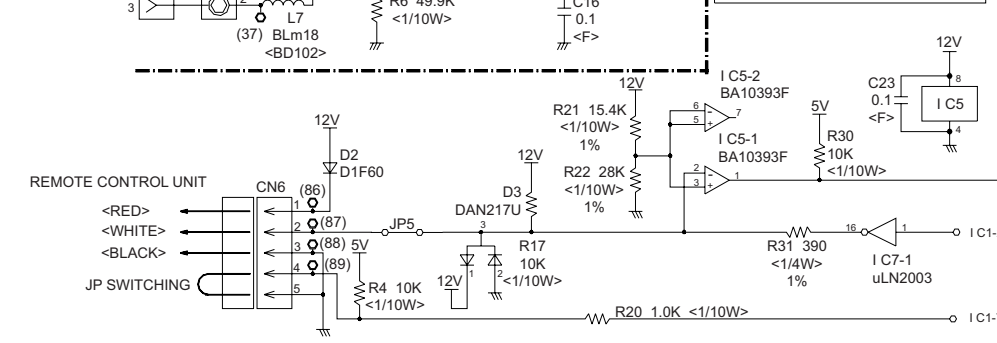 3
2
L7
BLm18
<BD102>
(37)
R6 49.9K
<1/10W>
C16
0.1
<F>
12V
I C5-2
BA10393F
R21 15.4K
<1/10W>
1%
6
5
7
-
+
I C5-1
BA10393F
12V
C23
0.1
<F>
8
I C5
4
5V
R30
10K
<1/10W>
R22 28K
<1/10W>
1%
2
3
1
-
+
12V
D2
D1F60
12V
D3
DAN217U
REMOTE CONTROL UNIT
CN6
(86)
<RED>
1
<WHITE>
2
(87)
JP5
3
<BLACK>
3
(88)
5V
4
(89)
JP SWITCHING
5
R4 10K
<1/10W>
12V
1
2
R17
10K
<1/10W>
R31 390
<1/4W>
1%
16
1
I C7-1
uLN2003
I C1-
R20 1.0K <1/10W>
I C1-